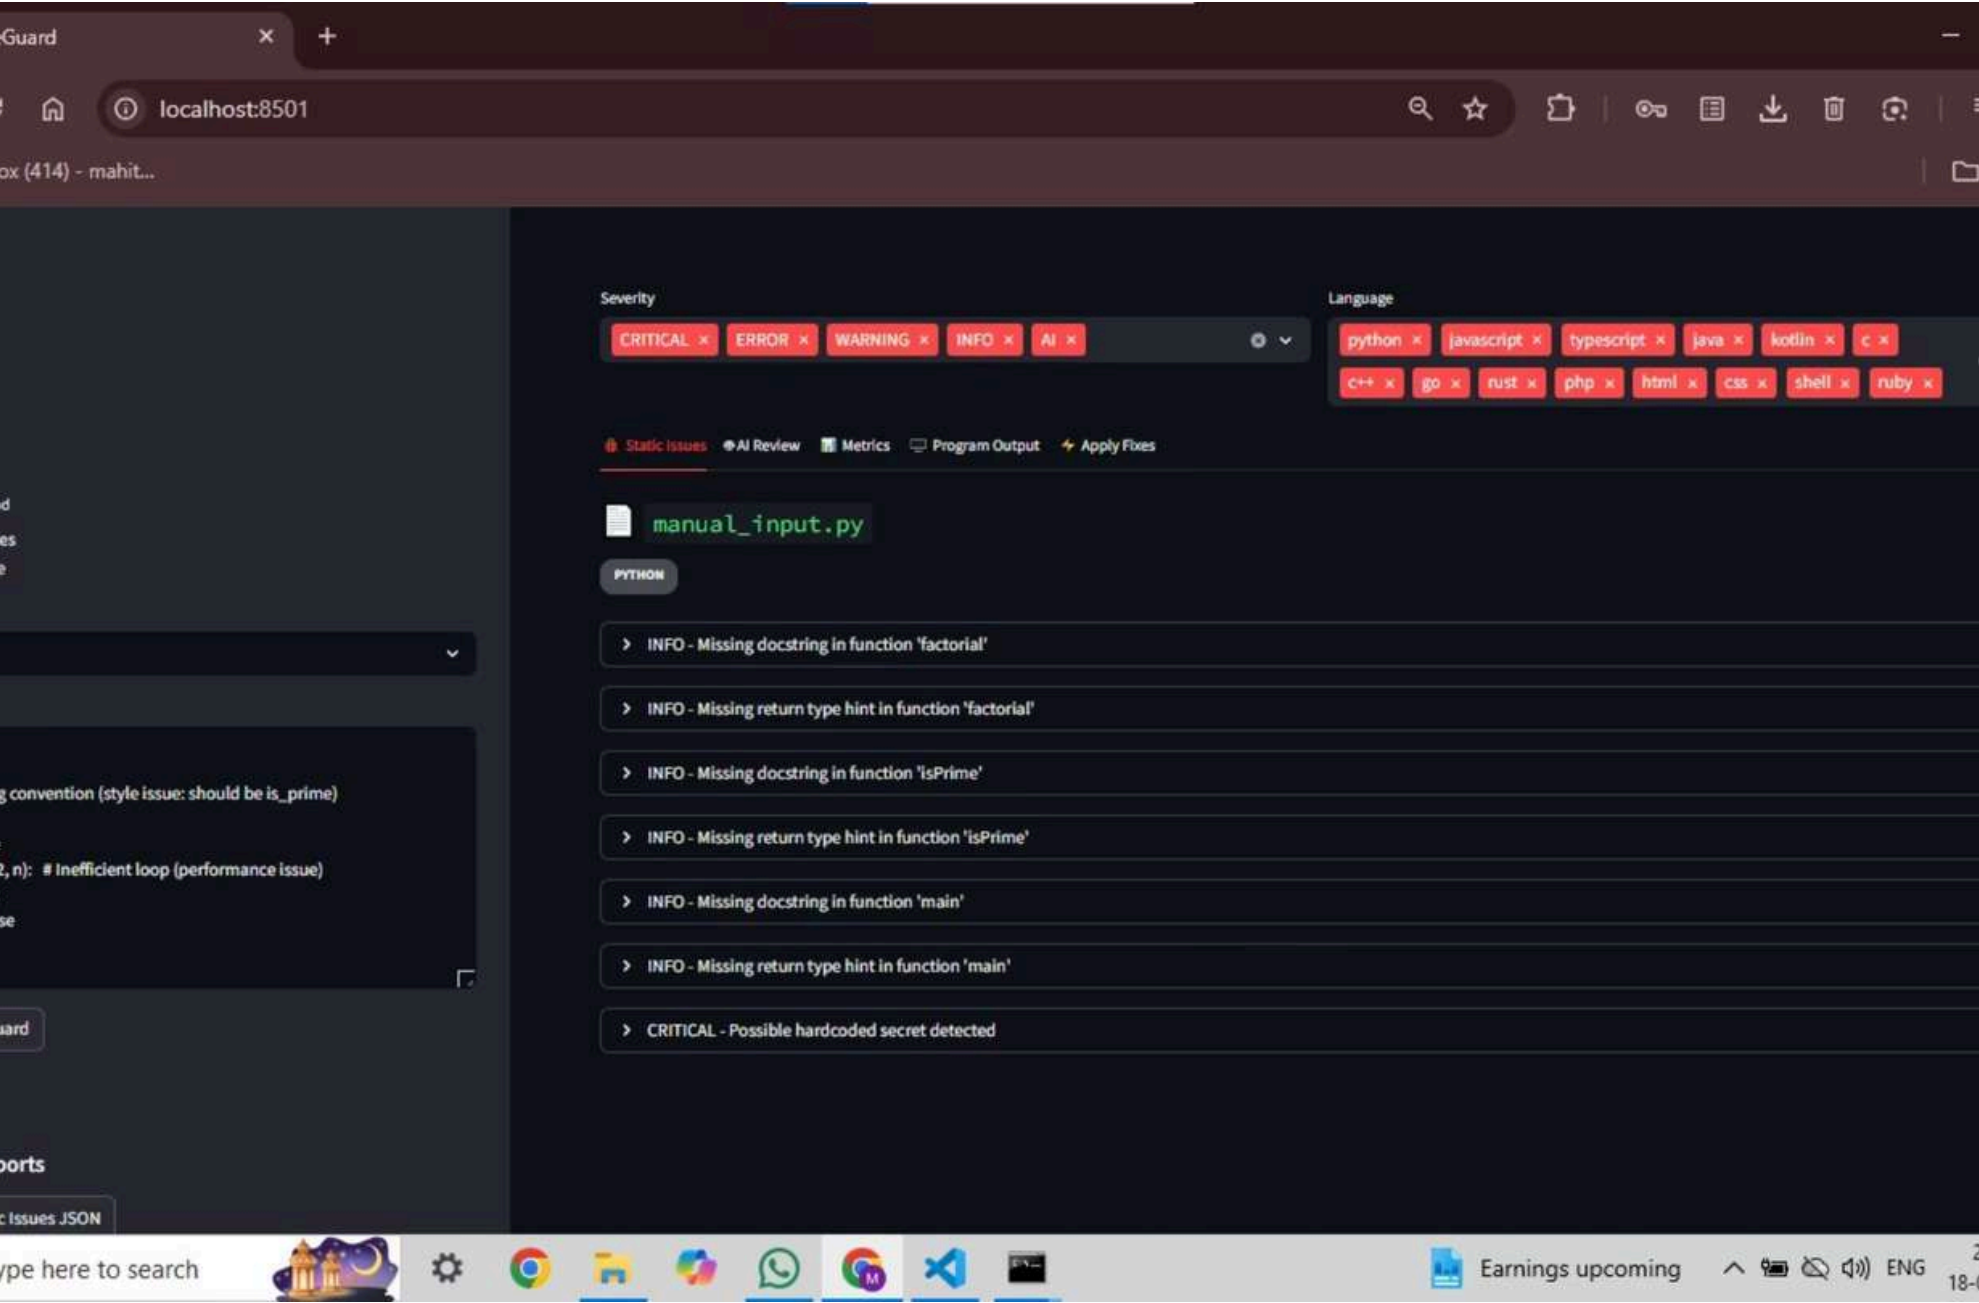 Guard
localhost:8501
ox (414) - mahit...
d
es
e
g convention (style issue: should be is_prime)
2, n): # Inefficient loop (performance issue)
se
uard
ports
c Issues JSON
Severity
CRITICAL × ERROR × WARNING × INFO × AI ×
Language
python × javascript × typescript × java × kotlin × c ×
c++ × go × rust × php × html × css × shell × ruby ×
Static Issues AI Review Metrics Program Output Apply Fixes
manual_input.py
PYTHON
INFO - Missing docstring in function 'factorial'
INFO - Missing return type hint in function 'factorial'
INFO - Missing docstring in function 'isPrime'
INFO - Missing return type hint in function 'isPrime'
INFO - Missing docstring in function 'main'
INFO - Missing return type hint in function 'main'
CRITICAL - Possible hardcoded secret detected
ype here to search
M
Earnings upcoming
ENG
2
18-